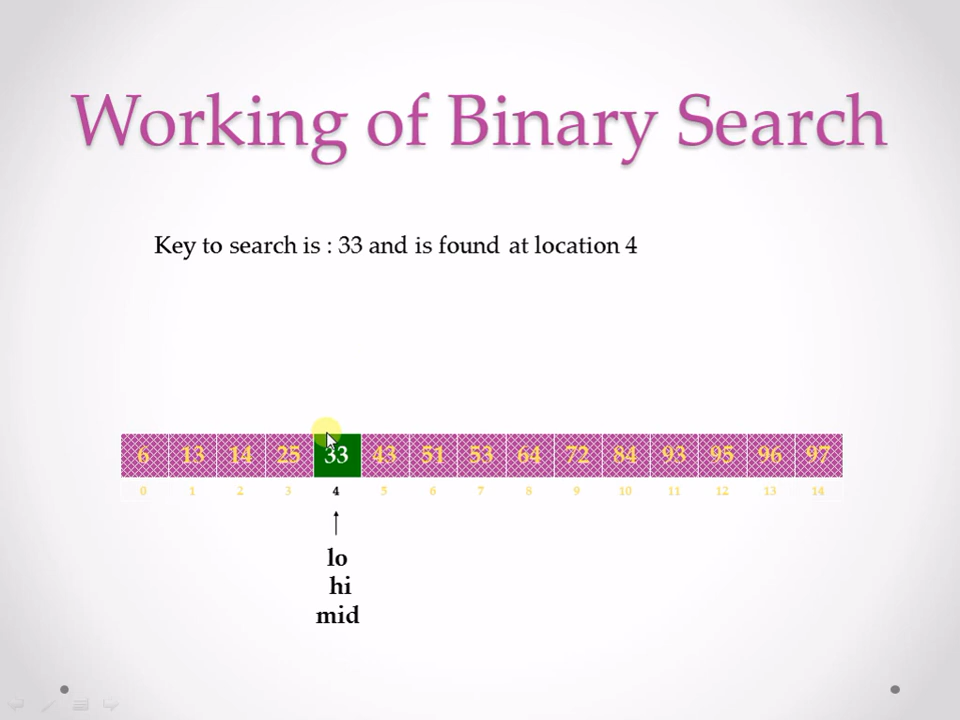 Working of Binary Search
Key to search is : 33 and is found at location 4
6 13 14 25 33 43 51 53 64 72 84 93 95 96 97
0 1 2 3 4 5 6 7 8 9 10 11 12 13 14
lo
hi
mid